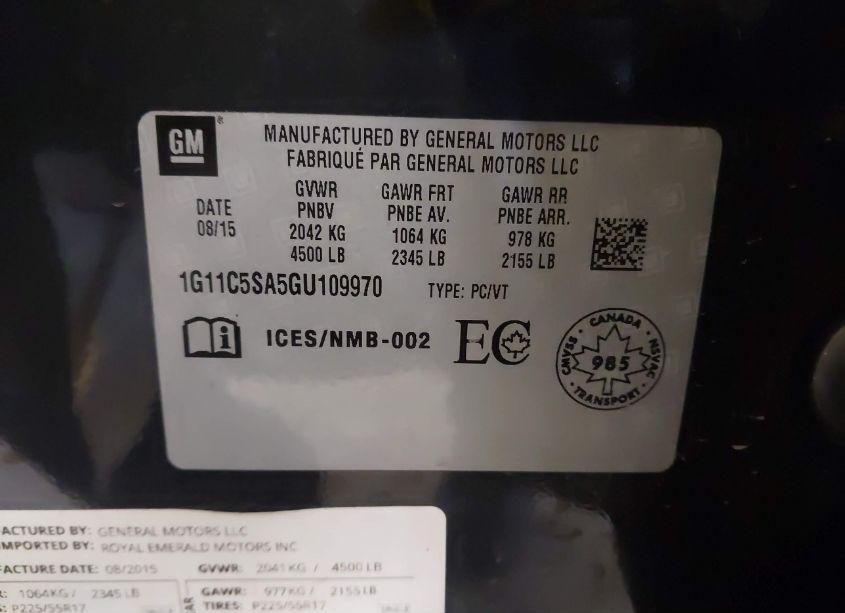 GM
MANUFACTURED BY GENERAL MOTORS LLC
FABRIQUÉ PAR GENERAL MOTORS LLC
DATE
08/15
GVWR
PNBV
2042 KG
4500 LB
GAWR FRT
PNBE AV.
1064 KG
2345 LB
GAWR RR
PNBE ARR.
978 KG
2155 LB
1G11C5SA5GU109970 TYPE: PC/VT
i ICES/NMB-002 EC
CANADA
CMVSS 985 NSVAC
TRANSPORT
ACTURED BY: GENERAL MOTORS LLC
MPORTED BY: ROYAL EMERALD MOTORS INC
FACTURE DATE: 08/2015 GVWR: 2041 KG / 4500 LB
: 1064KG / 2345 LB GAWR: 977KG / 2155LB
S: P225/55R17 AR TIRES: P225/55R17